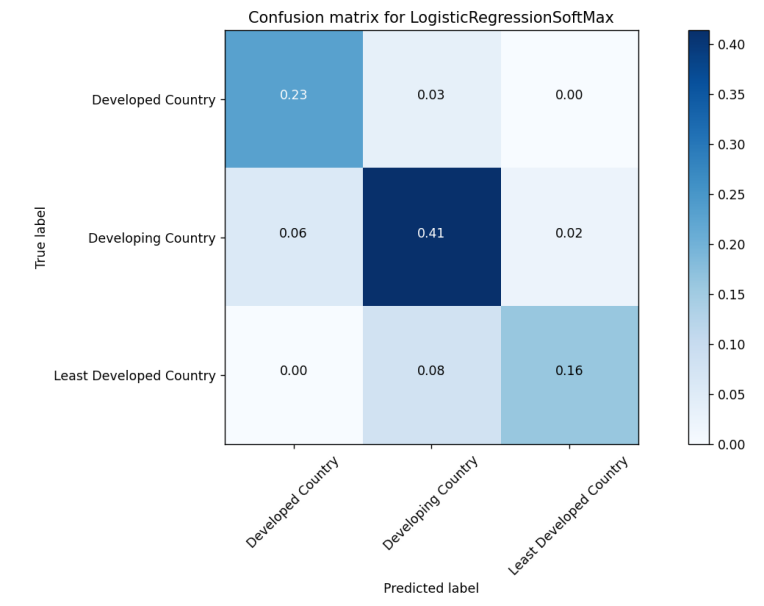 Confusion matrix for LogisticRegressionSoftMax
True label
Developed Country
0.23 0.03 0.00
Developing Country
0.06 0.41 0.02
Least Developed Country
0.00 0.08 0.16
Developed Country
Developing Country
Least Developed Country
Predicted label
0.40
0.35
0.30
0.25
0.20
0.15
0.10
0.05
0.00